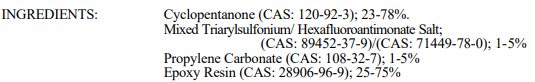 INGREDIENTS: Cyclopentanone (CAS: 120-92-3); 23-78%.
Mixed Triarylsulfonium/ Hexafluoroantimonate Salt;
(CAS: 89452-37-9)/(CAS: 71449-78-0); 1-5%
Propylene Carbonate (CAS: 108-32-7); 1-5%
Epoxy Resin (CAS: 28906-96-9); 25-75%